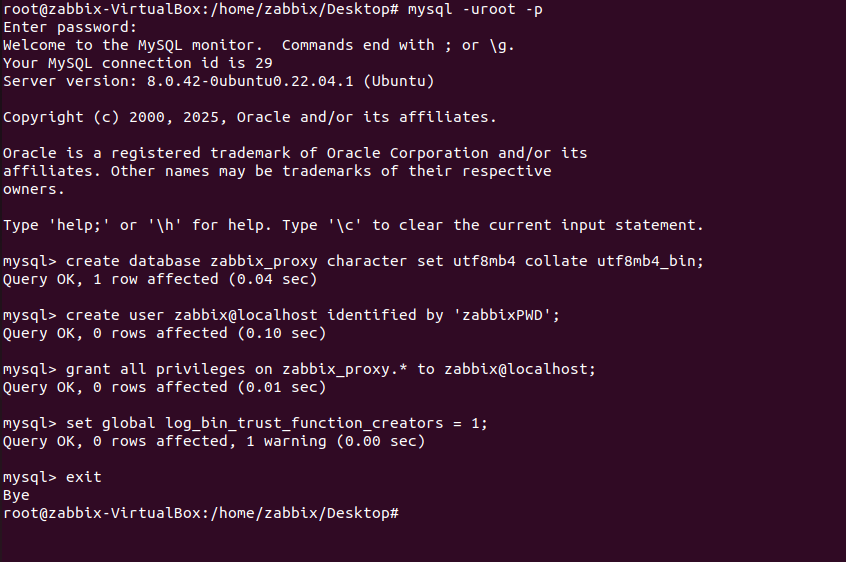 root@zabbix-VirtualBox:/home/zabbix/Desktop# mysql -uroot -p
Enter password:
Welcome to the MySQL monitor.  Commands end with ; or \g.
Your MySQL connection id is 29
Server version: 8.0.42-0ubuntu0.22.04.1 (Ubuntu)
Copyright (c) 2000, 2025, Oracle and/or its affiliates.
Oracle is a registered trademark of Oracle Corporation and/or its
affiliates. Other names may be trademarks of their respective
owners.
Type 'help;' or '\h' for help. Type '\c' to clear the current input statement.
mysql> create database zabbix_proxy character set utf8mb4 collate utf8mb4_bin;
Query OK, 1 row affected (0.04 sec)
mysql> create user zabbix@localhost identified by 'zabbixPWD';
Query OK, 0 rows affected (0.10 sec)
mysql> grant all privileges on zabbix_proxy.* to zabbix@localhost;
Query OK, 0 rows affected (0.01 sec)
mysql> set global log_bin_trust_function_creators = 1;
Query OK, 0 rows affected, 1 warning (0.00 sec)
mysql> exit
Bye
root@zabbix-VirtualBox:/home/zabbix/Desktop#